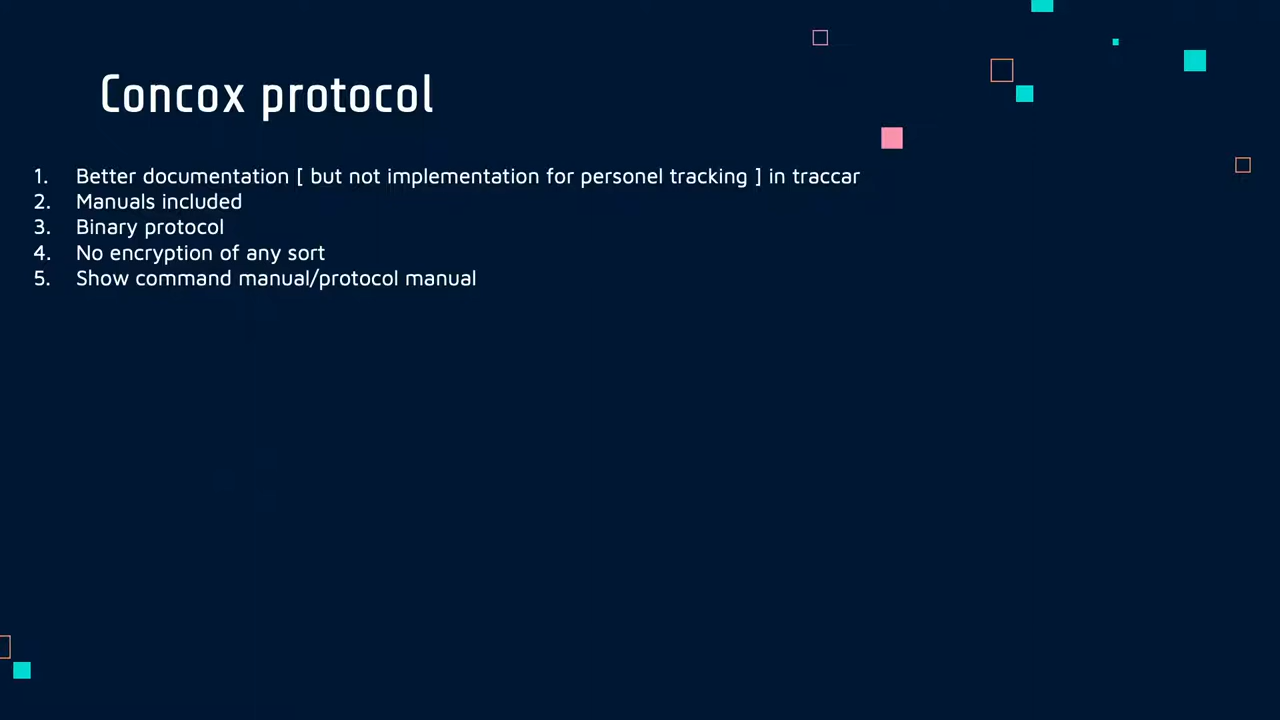 Concox protocol
1. Better documentation [ but not implementation for personel tracking ] in traccar
2. Manuals included
3. Binary protocol
4. No encryption of any sort
5. Show command manual/protocol manual